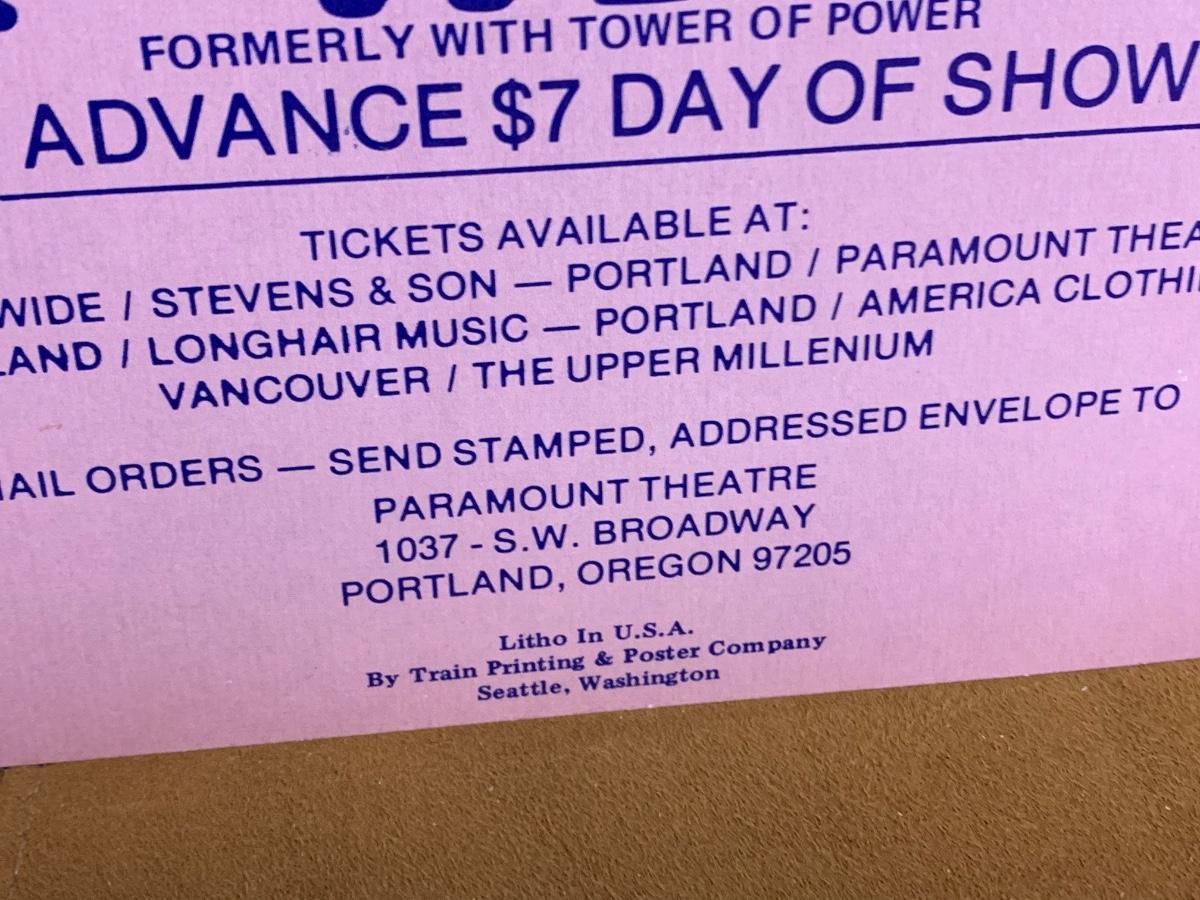 FORMERLY WITH TOWER OF POWER
ADVANCE $7 DAY OF SHOW
TICKETS AVAILABLE AT:
WIDE / STEVENS & SON — PORTLAND / PARAMOUNT THEA
LAND / LONGHAIR MUSIC — PORTLAND / AMERICA CLOTHI
VANCOUVER / THE UPPER MILLENIUM
AIL ORDERS — SEND STAMPED, ADDRESSED ENVELOPE TO
PARAMOUNT THEATRE
1037 - S.W. BROADWAY
PORTLAND, OREGON 97205
Litho In U.S.A.
By Train Printing & Poster Company
Seattle, Washington